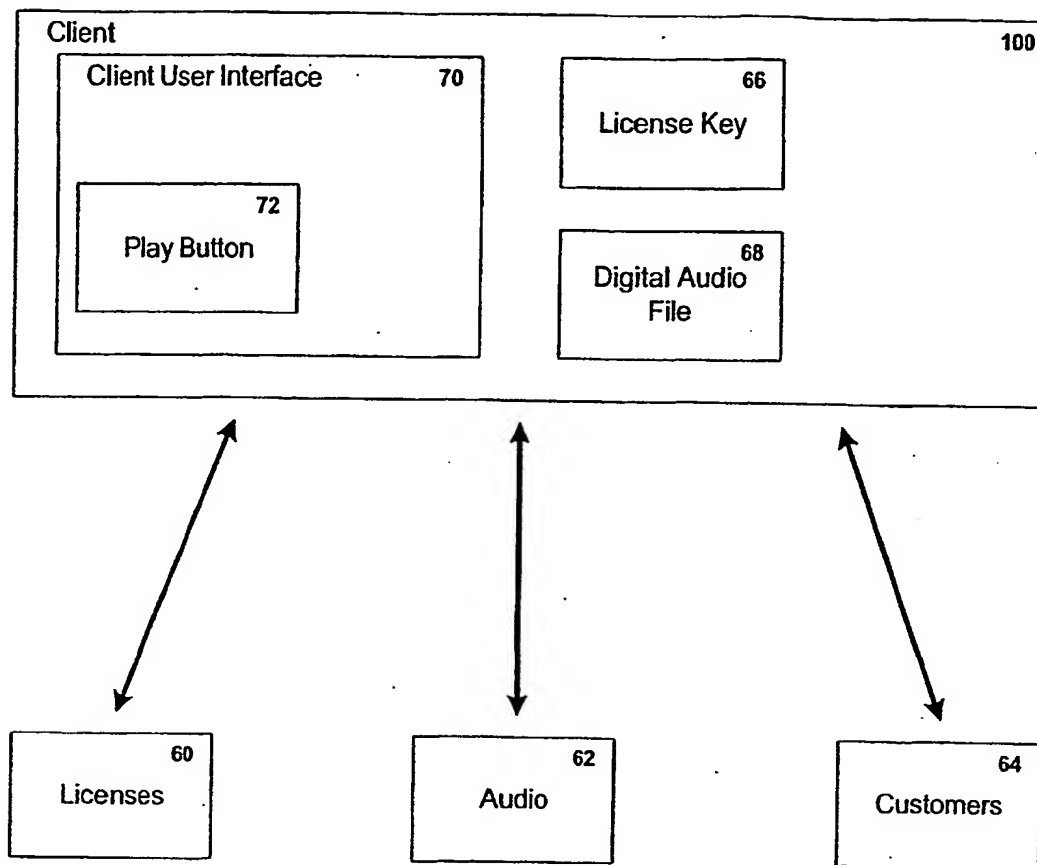 Client 100
Client User Interface 70
66
License Key
72
Play Button
68
Digital Audio
File
60
Licenses
62
Audio
64
Customers